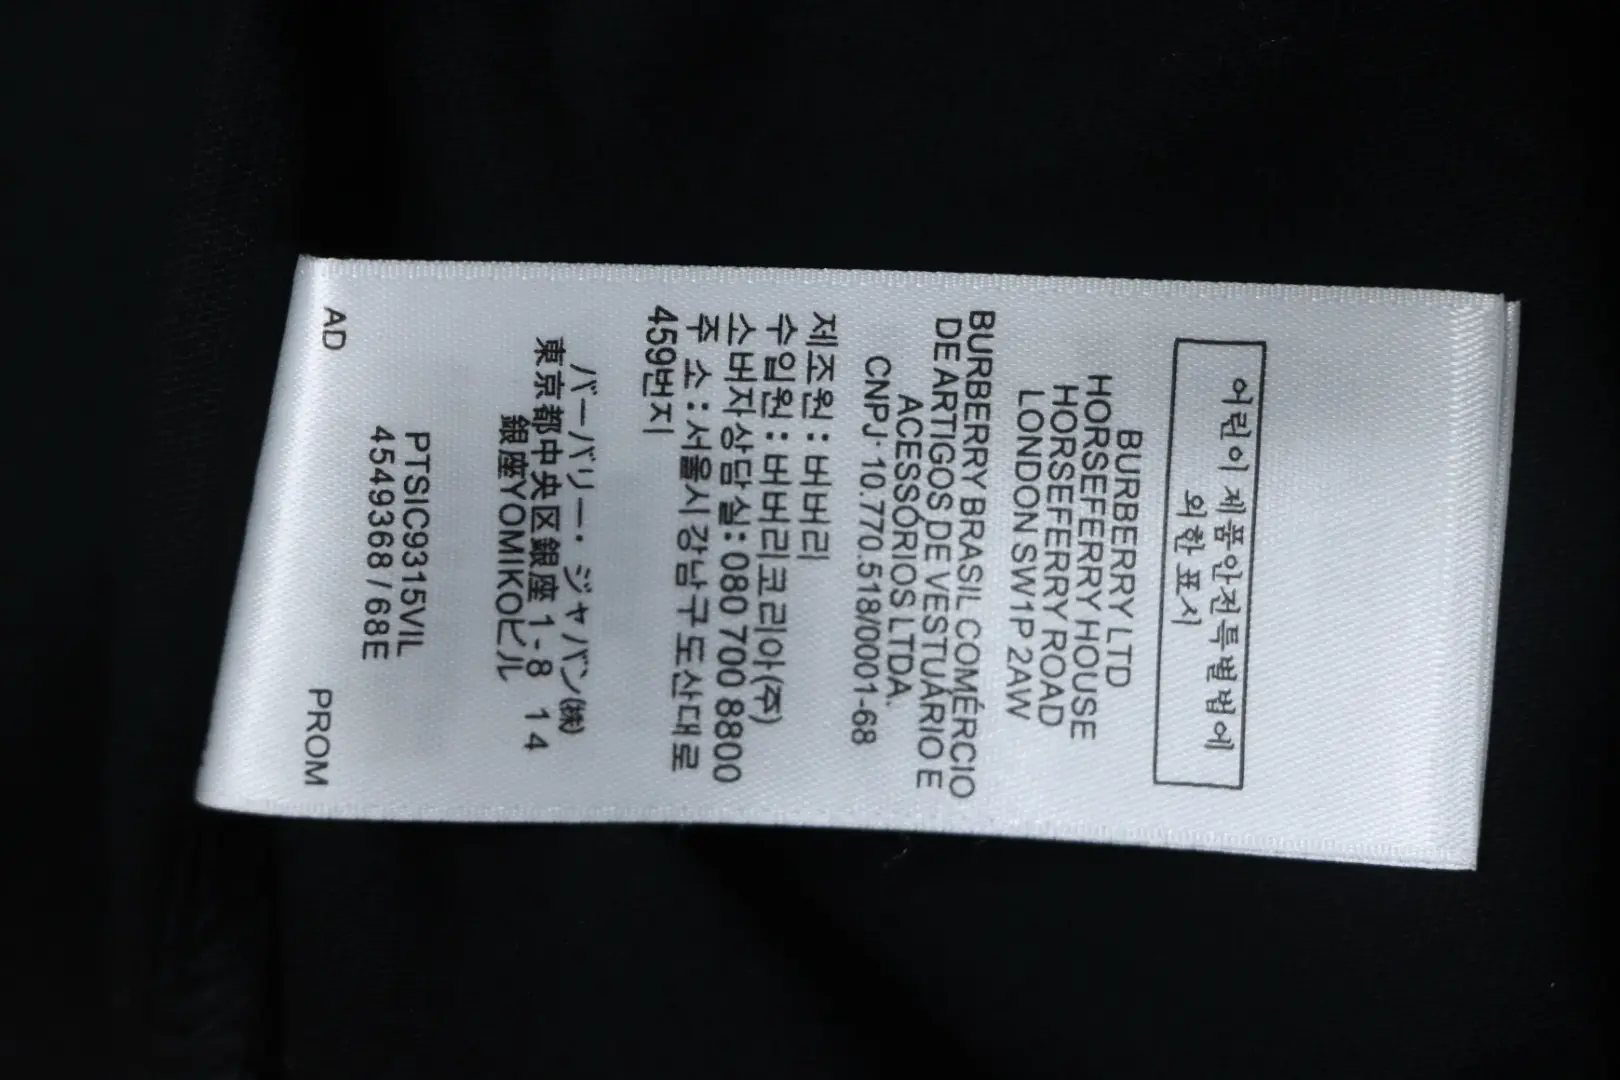 어린이 제품안전특별법에
의한 표시
BURBERRY LTD
HORSEFERRY HOUSE
HORSEFERRY ROAD
LONDON SW1P 2AW
BURBERRY BRASIL COMÉRCIO
DE ARTIGOS DE VESTUÁRIO E
ACESSÓRIOS LTDA.
CNPJ· 10.770.518/0001-68
제조원 : 버버리
수입원 : 버버리코리아(주)
소버자상담실 : 080 700 8800
주 소 : 서울시 강남구 도산대로
459번지
バーバリー・ジャパン㈱
東京都中央区銀座1-8 14
銀座YOMIKOビル
PTSIC9315VIL
4549368 / 68E
AD PROM